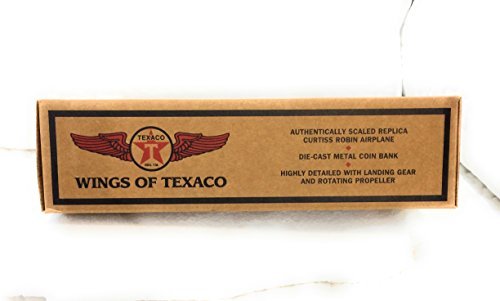 TEXACO
T
WINGS OF TEXACO
AUTHENTICALLY SCALED REPLICA
CURTISS ROBIN AIRPLANE
DIE-CAST METAL COIN BANK
HIGHLY DETAILED WITH LANDING GEAR
AND ROTATING PROPELLER